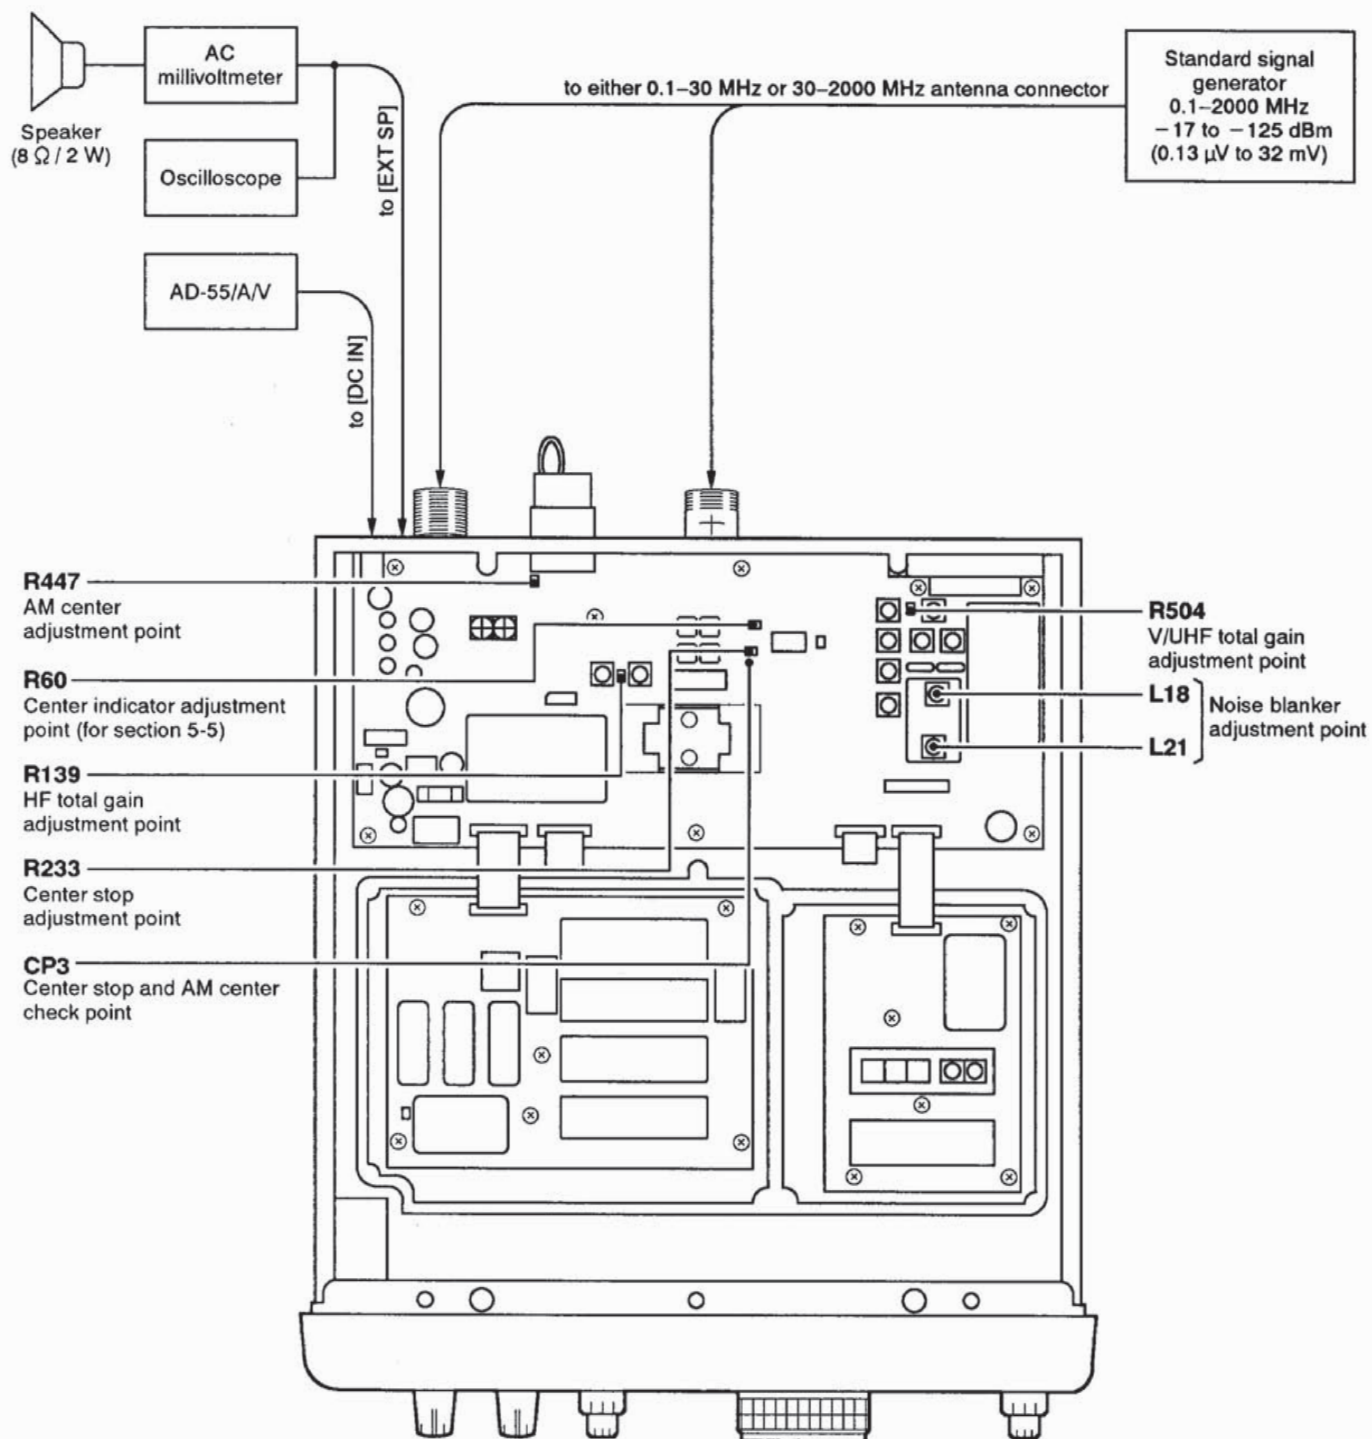 AC
millivoltmeter
Speaker
(8 Ω / 2 W)
Oscilloscope
AD-55/A/V
to [EXT SP]
to [DC IN]
to either 0.1–30 MHz or 30–2000 MHz antenna connector
Standard signal
generator
0.1–2000 MHz
–17 to –125 dBm
(0.13 µV to 32 mV)
R447
AM center
adjustment point
R60
Center indicator adjustment
point (for section 5-5)
R139
HF total gain
adjustment point
R233
Center stop
adjustment point
CP3
Center stop and AM center
check point
R504
V/UHF total gain
adjustment point
L18
L21
Noise blanker
adjustment point